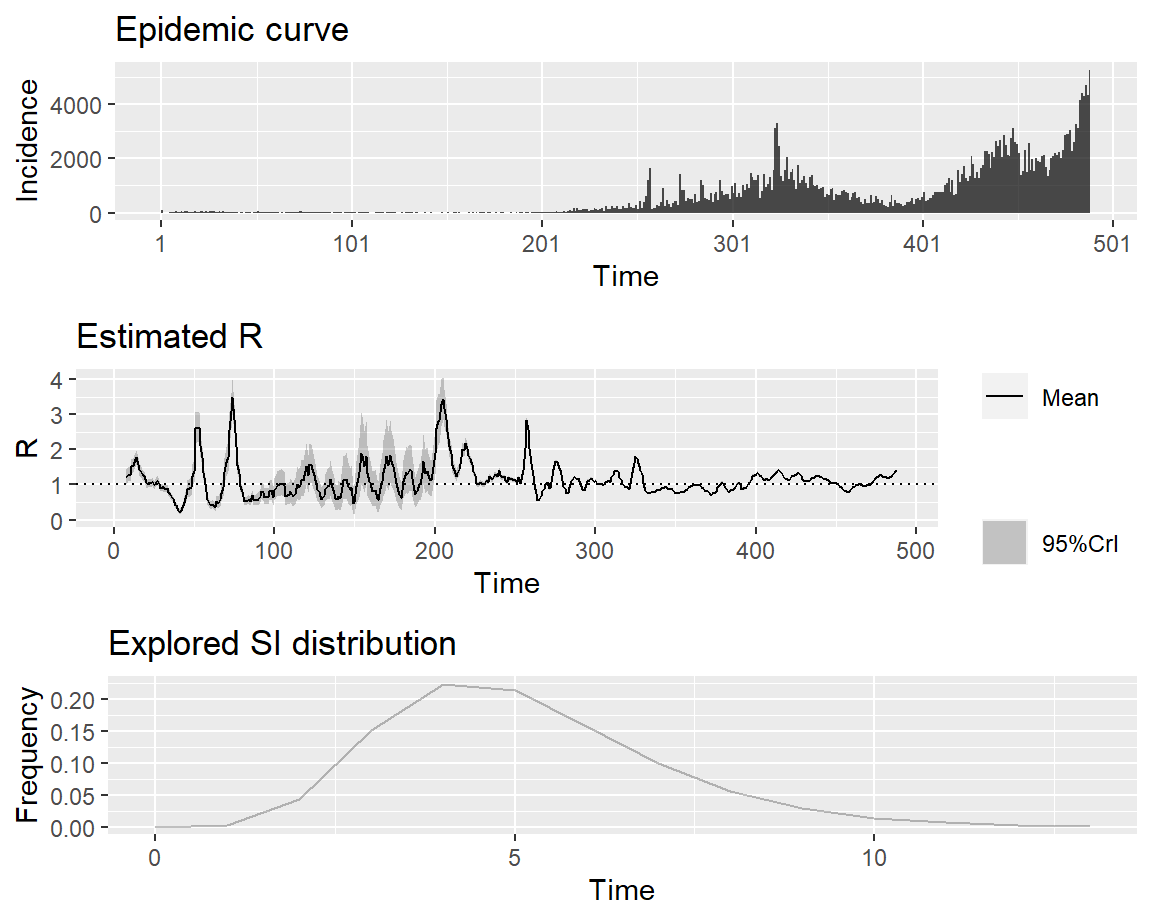 Epidemic curve
Incidence
4000
2000
0
1 101 201 301 401 501
Time
Estimated R
R
4
3
2
1
0
0 100 200 300 400 500
Time
Mean
95%CrI
Explored SI distribution
Frequency
0.20
0.15
0.10
0.05
0.00
0 5 10
Time